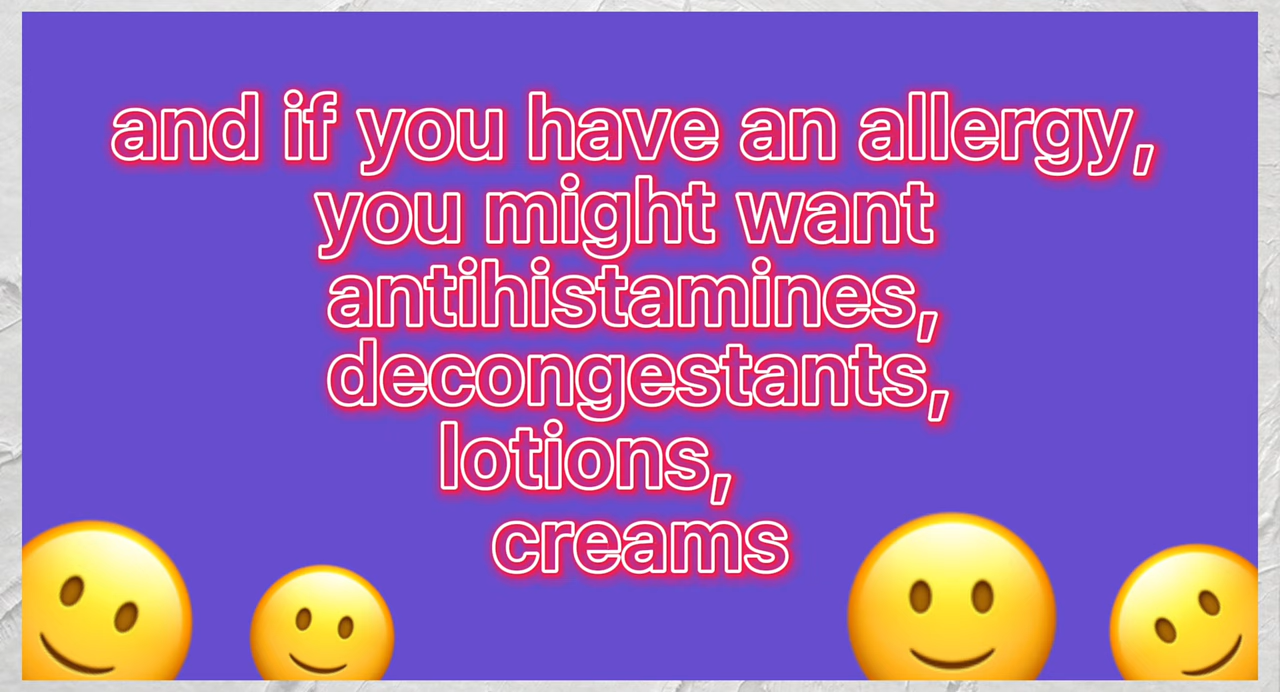 and if you have an allergy,
you might want
antihistamines,
decongestants,
lotions,
creams